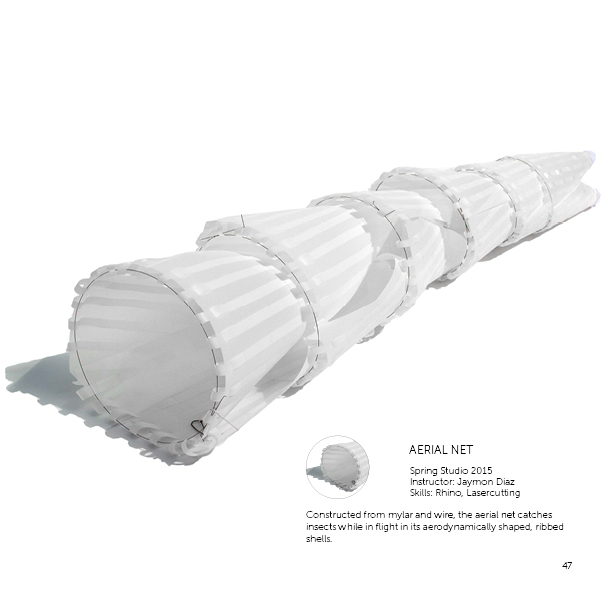 AERIAL NET
Spring Studio 2015
Instructor: Jaymon Diaz
Skills: Rhino, Lasercutting
Constructed from mylar and wire, the aerial net catches
insects while in flight in its aerodynamically shaped, ribbed
shells.
47